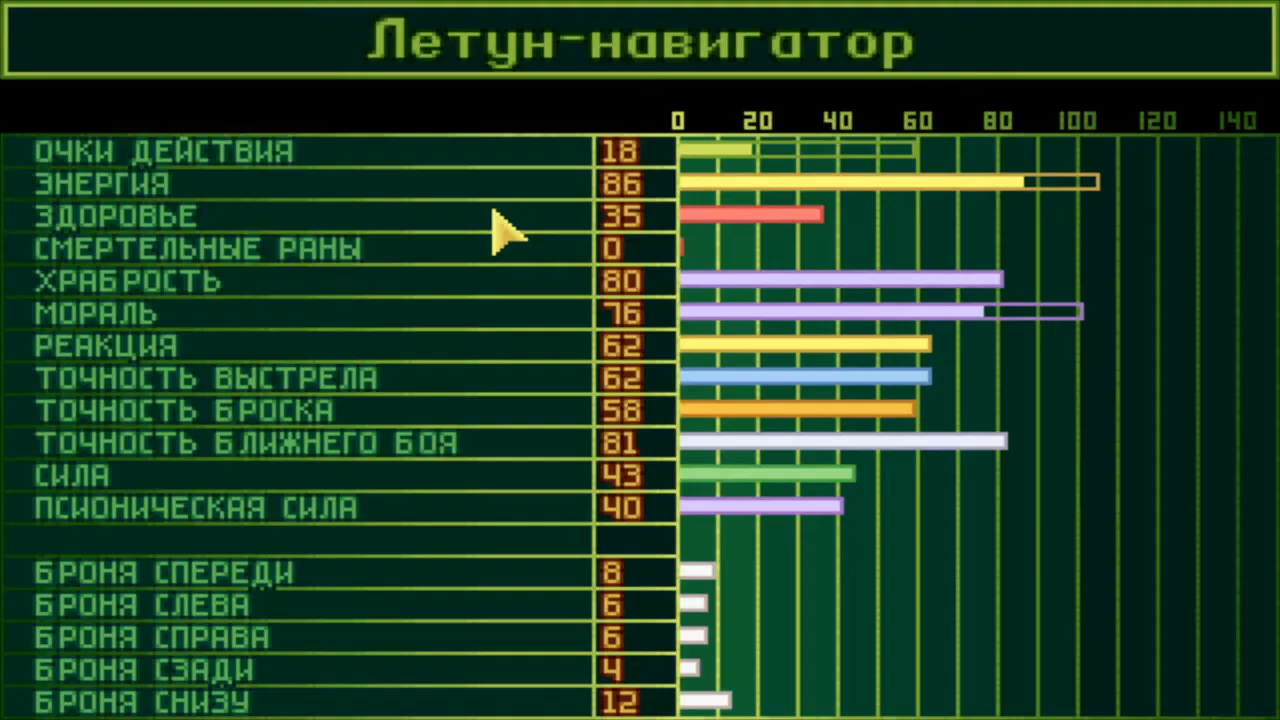 Летун-навигатор
0 20 40 60 80 100 120 140
ОЧКИ ДЕЙСТВИЯ 18
ЭНЕРГИЯ 86
ЗДОРОВЬЕ 35
СМЕРТЕЛЬНЫЕ РАНЫ 0
ХРАБРОСТЬ 80
МОРАЛЬ 76
РЕАКЦИЯ 62
ТОЧНОСТЬ ВЫСТРЕЛА 62
ТОЧНОСТЬ БРОСКА 58
ТОЧНОСТЬ БЛИЖНЕГО БОЯ 81
СИЛА 43
ПСИОНИЧЕСКАЯ СИЛА 40
БРОНЯ СПЕРЕДИ 8
БРОНЯ СЛЕВА 6
БРОНЯ СПРАВА 6
БРОНЯ СЗАДИ 4
БРОНЯ СНИЗУ 12